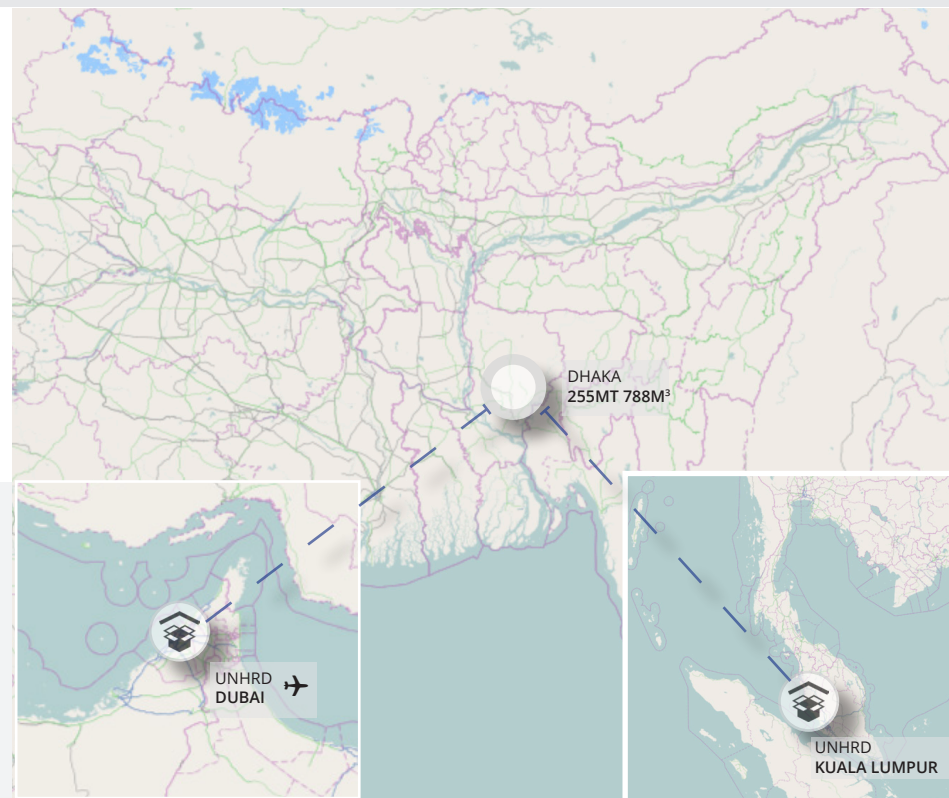 DHAKA
255MT 788M³
UNHRD
DUBAI
UNHRD
KUALA LUMPUR